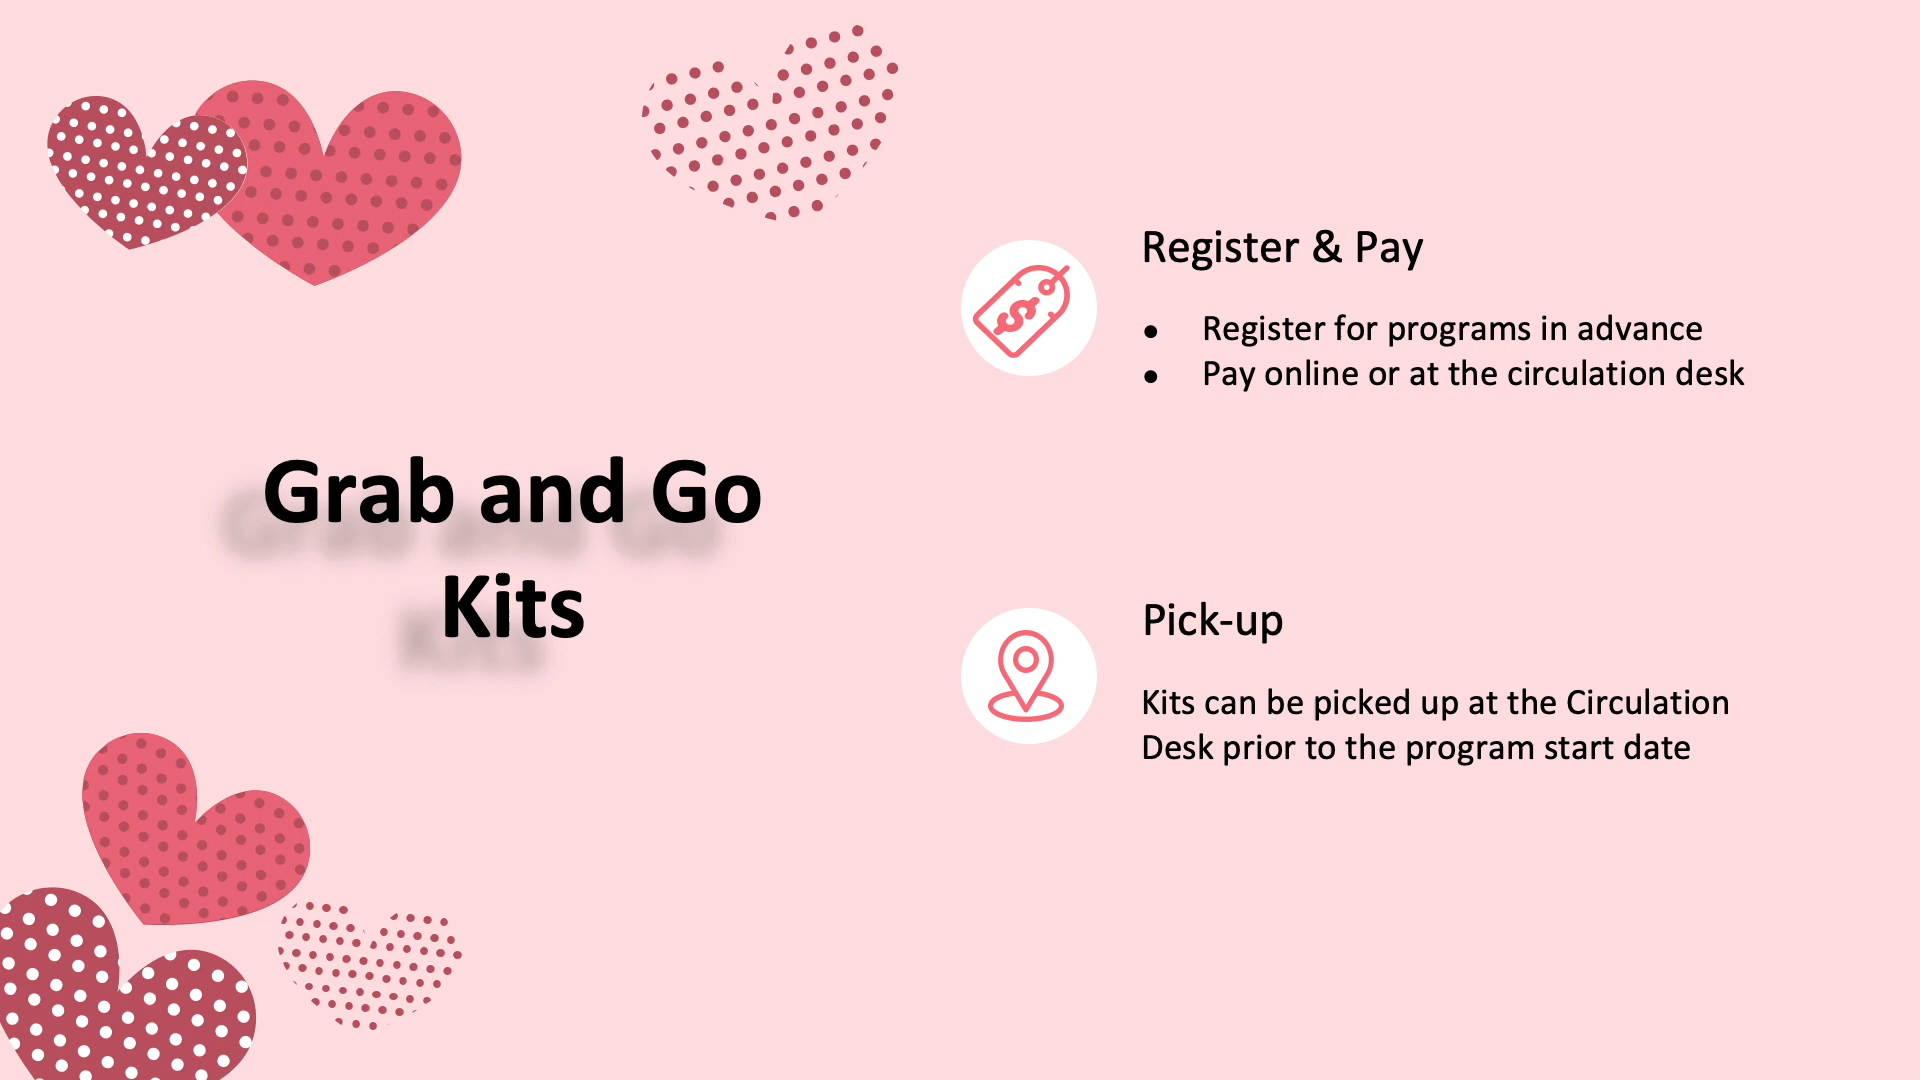 Grab and Go
Kits
Register & Pay
● Register for programs in advance
● Pay online or at the circulation desk
Pick-up
Kits can be picked up at the Circulation
Desk prior to the program start date